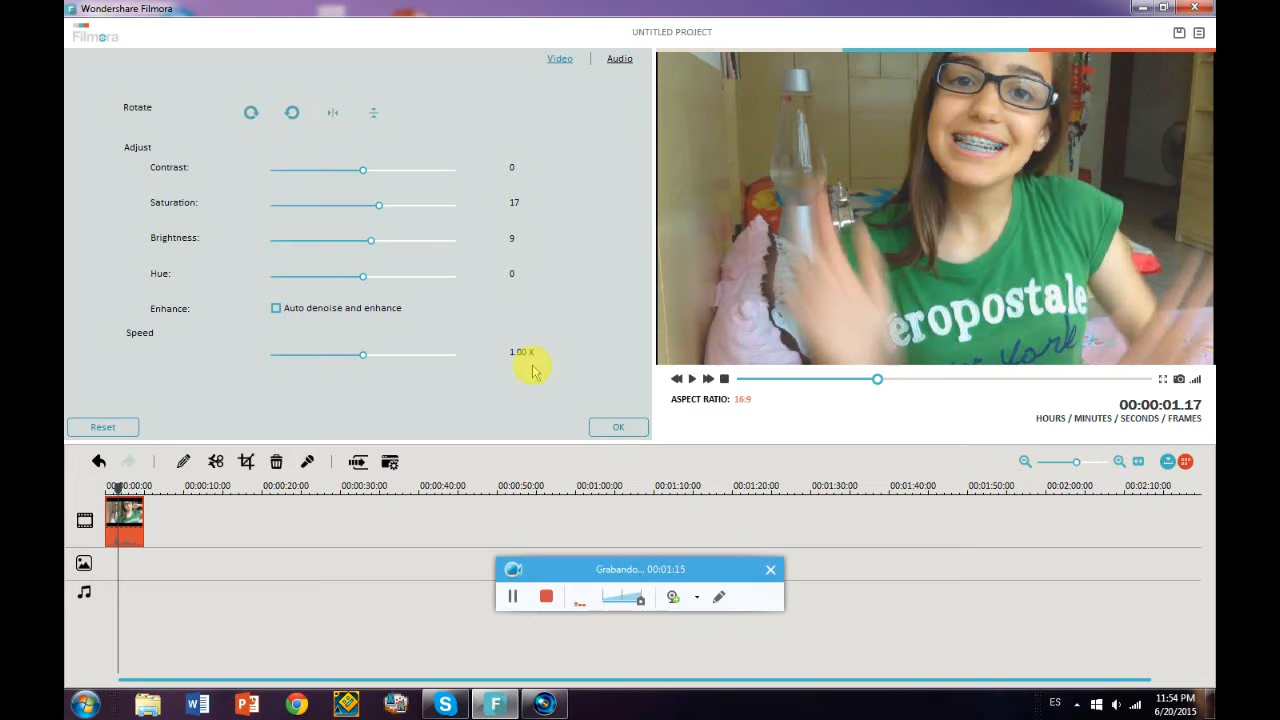 Wondershare Filmora
Filmora
UNTITLED PROJECT
Video
Audio
Rotate
Adjust
Contrast:
0
Saturation:
17
Brightness:
9
Hue:
0
Enhance:
Auto denoise and enhance
Speed
1.00 X
Reset
OK
eropostale
New York
ASPECT RATIO: 16:9
00:00:01.17
HOURS / MINUTES / SECONDS / FRAMES
00:00:00:00
00:00:10:00
00:00:20:00
00:00:30:00
00:00:40:00
00:00:50:00
00:01:00:00
00:01:10:00
00:01:20:00
00:01:30:00
00:01:40:00
00:01:50:00
00:02:00:00
00:02:10:00
Grabando... 00:01:15
ES
11:54 PM
6/20/2015